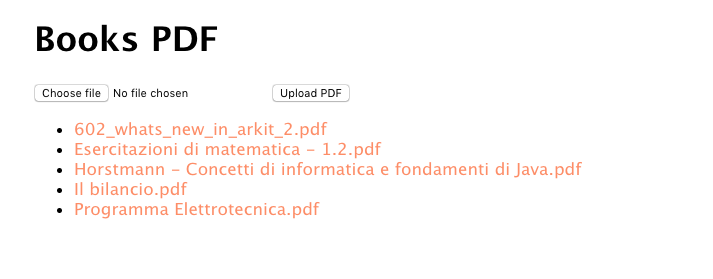 Books PDF
Choose file No file chosen Upload PDF
602_whats_new_in_arkit_2.pdf
Esercitazioni di matematica - 1.2.pdf
Horstmann - Concetti di informatica e fondamenti di Java.pdf
Il bilancio.pdf
Programma Elettrotecnica.pdf